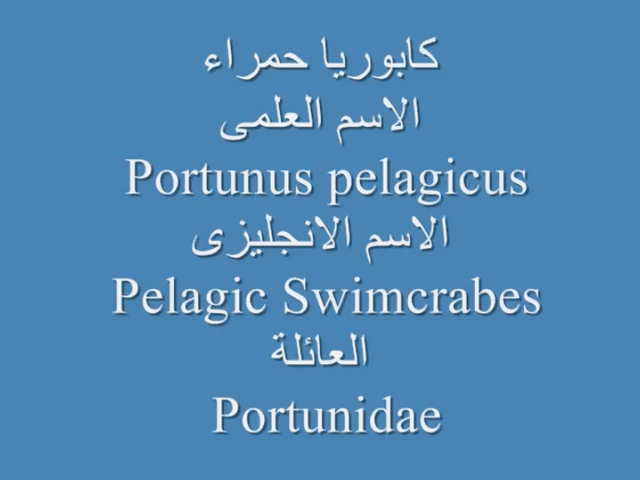 كابوريا حمراء
الاسم العلمى
Portunus pelagicus
الاسم الانجليزى
Pelagic Swimcrabes
العائلة
Portunidae